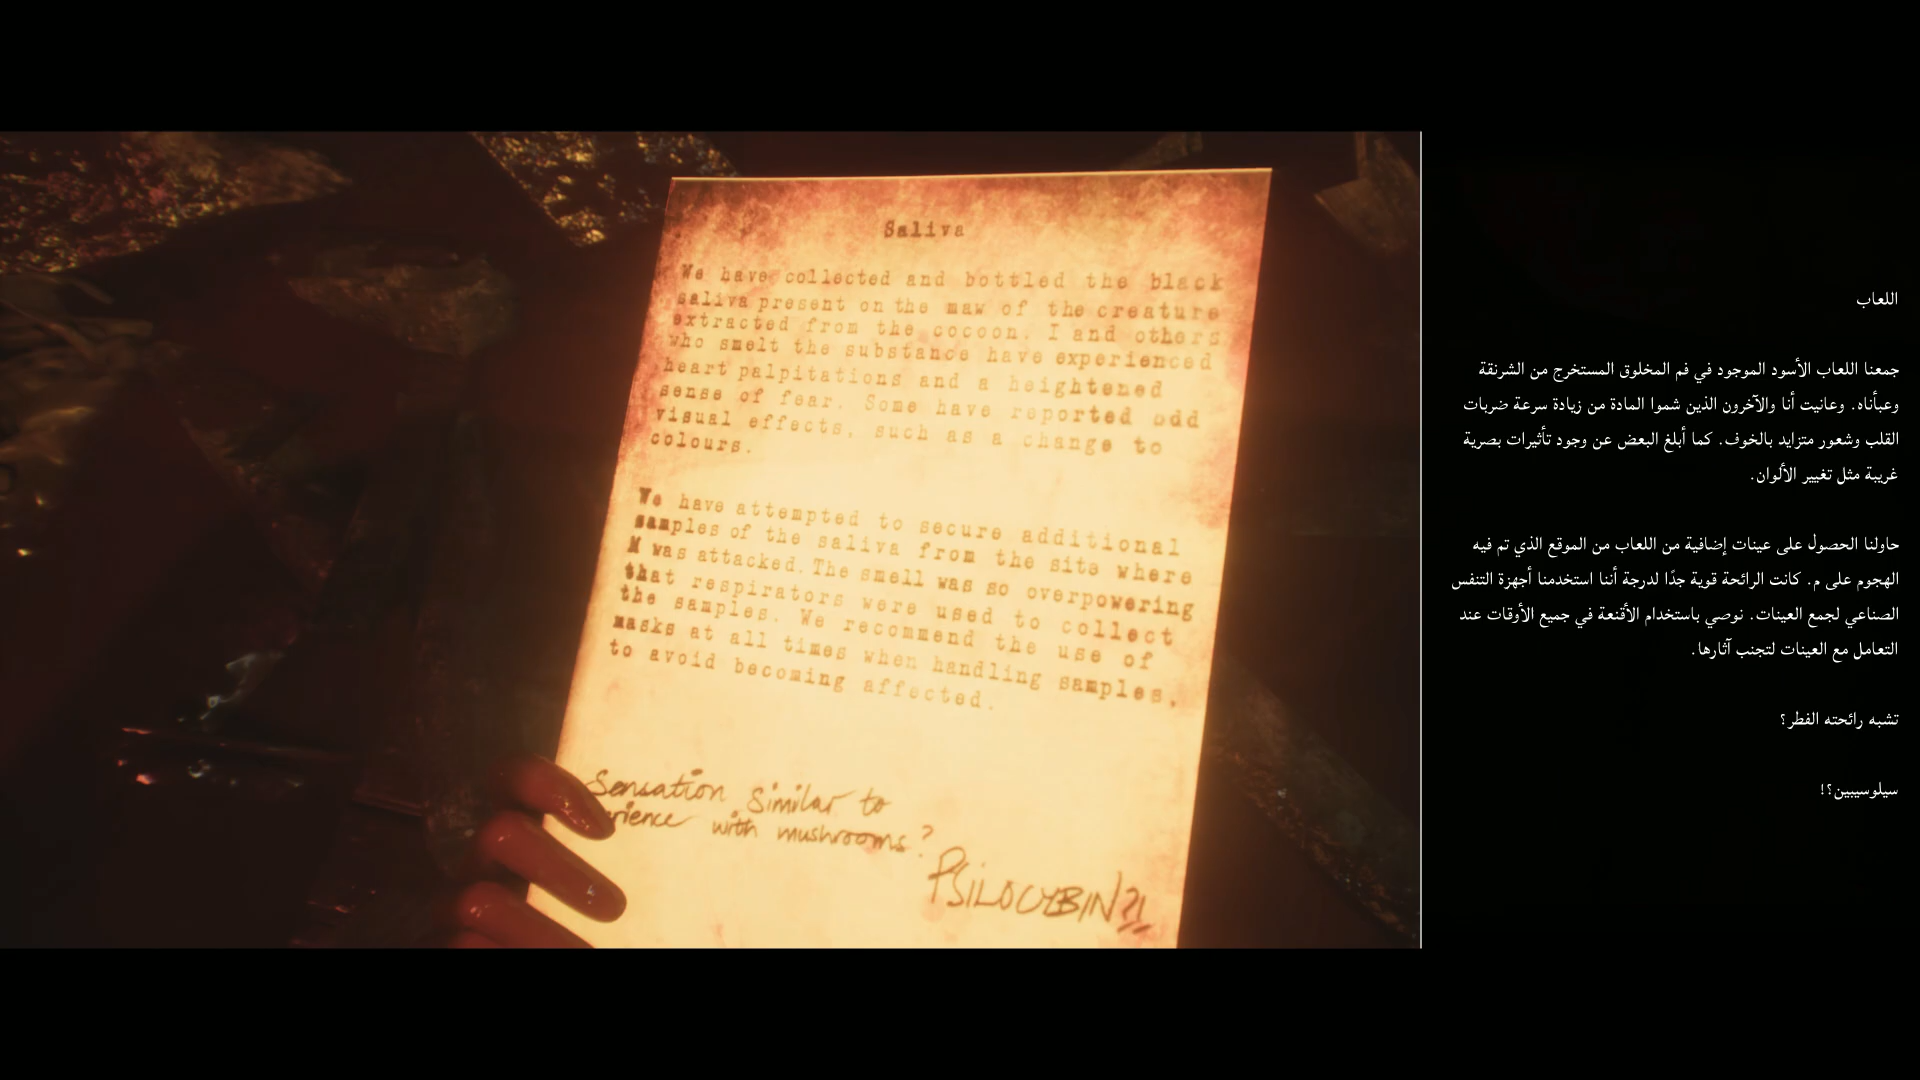 Saliva
We have collected and bottled the black
saliva present on the maw of the creature
extracted from the cocoon. I and others
who smelt the substance have experienced
heart palpitations and a heightened
sense of fear. Some have reported odd
visual effects, such as a change to
colours.
We have attempted to secure additional
samples of the saliva from the site where
M was attacked. The smell was so overpowering
that respirators were used to collect
the samples. We recommend the use of
masks at all times when handling samples,
to avoid becoming affected.
Sensation similar to
with mushrooms?
PSILOCYBIN?!
اللعاب
جمعنا اللعاب الأسود الموجود في فم المخلوق المستخرج من الشرنقة
وعبأناه. وعانيت أنا والآخرون الذين شموا المادة من زيادة سرعة ضربات
القلب وشعور متزايد بالخوف. كما أبلغ البعض عن وجود تأثيرات بصرية
غريبة مثل تغيير الألوان.
حاولنا الحصول على عينات إضافية من اللعاب من الموقع الذي تم فيه
الهجوم على م. كانت الرائحة قوية جدًا لدرجة أننا استخدمنا أجهزة التنفس
الصناعي لجمع العينات. نوصي باستخدام الأقنعة في جميع الأوقات عند
التعامل مع العينات لتجنب آثارها.
تشبه رائحته الفطر؟
سيلوسيبين؟!